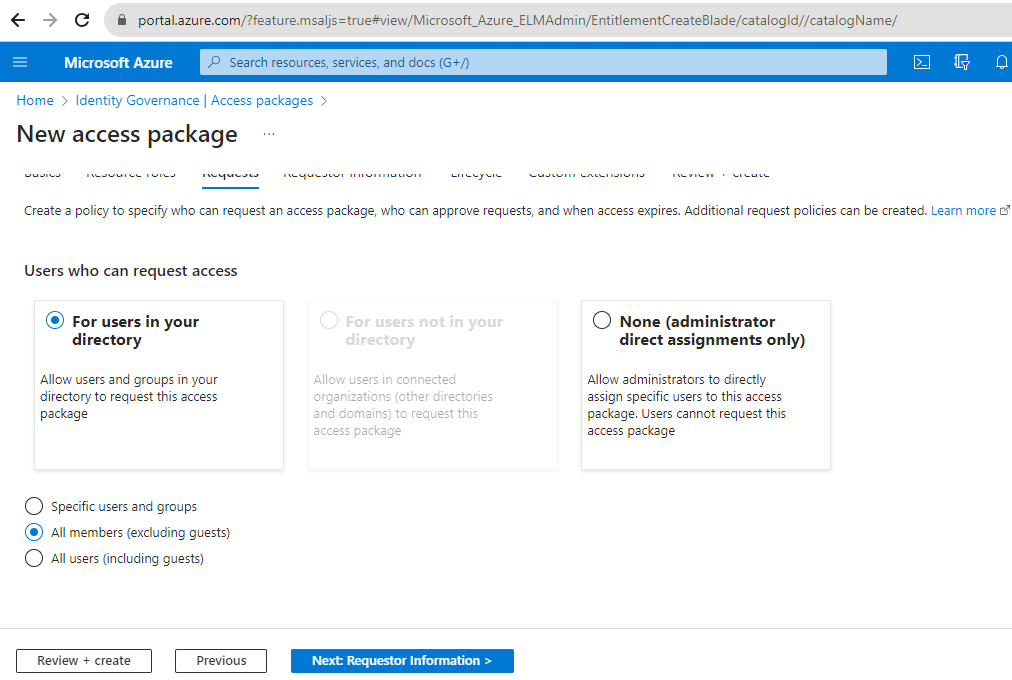 portal.azure.com/?feature.msaljs=true#view/Microsoft_Azure_ELMAdmin/EntitlementCreateBlade/catalogId//catalogName/
Microsoft Azure
Search resources, services, and docs (G+/)
Home > Identity Governance | Access packages >
New access package ...
Basics Resource roles Requests Requestor Information Lifecycle Custom extensions Review + create
Create a policy to specify who can request an access package, who can approve requests, and when access expires. Additional request policies can be created. Learn more
Users who can request access
For users in your
directory
Allow users and groups in your
directory to request this access
package
For users not in your
directory
Allow users in connected
organizations (other directories
and domains) to request this
access package
None (administrator
direct assignments only)
Allow administrators to directly
assign specific users to this access
package. Users cannot request this
access package
Specific users and groups
All members (excluding guests)
All users (including guests)
Review + create
Previous
Next: Requestor Information >